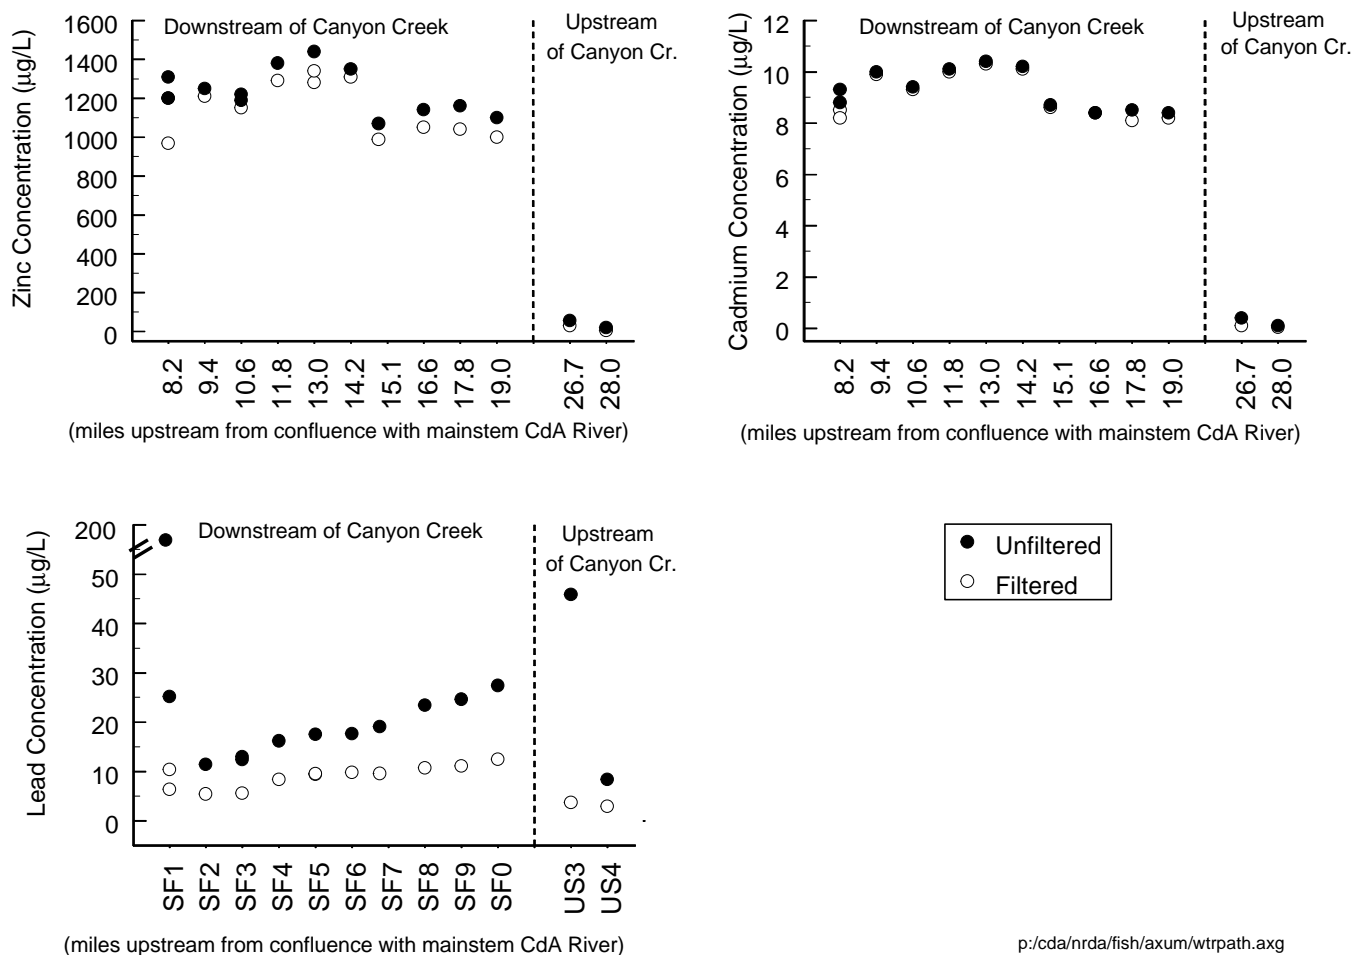 Downstream of Canyon Creek
Upstream
of Canyon Cr.
Zinc Concentration (µg/L)
1600
1400
1200
1000
800
600
400
200
0
8.2 9.4 10.6 11.8 13.0 14.2 15.1 16.6 17.8 19.0 26.7 28.0
(miles upstream from confluence with mainstem CdA River)
Downstream of Canyon Creek
Upstream
of Canyon Cr.
Cadmium Concentration (µg/L)
12
10
8
6
4
2
0
8.2 9.4 10.6 11.8 13.0 14.2 15.1 16.6 17.8 19.0 26.7 28.0
(miles upstream from confluence with mainstem CdA River)
Downstream of Canyon Creek
Upstream
of Canyon Cr.
Lead Concentration (µg/L)
200
50
40
30
20
10
0
SF1 SF2 SF3 SF4 SF5 SF6 SF7 SF8 SF9 SF0 US3 US4
(miles upstream from confluence with mainstem CdA River)
Unfiltered
Filtered
p:/cda/nrda/fish/axum/wtrpath.axg